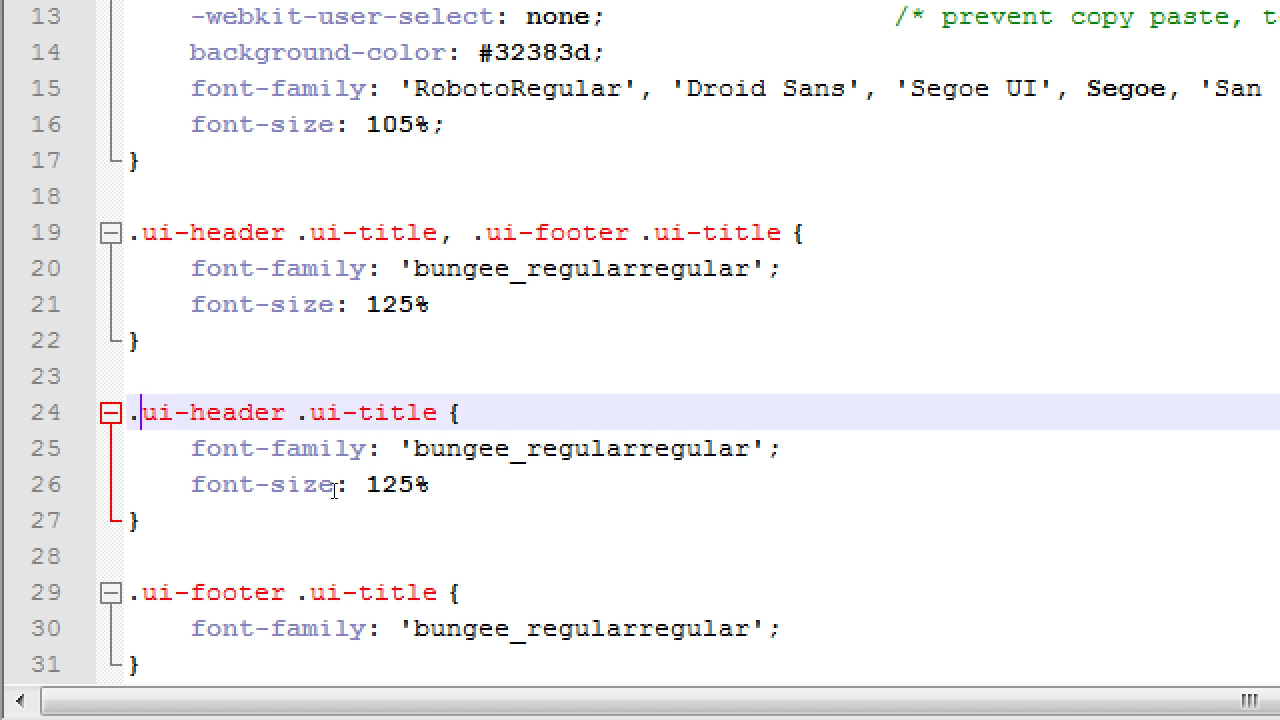 13 -webkit-user-select: none; /* prevent copy paste, t
14 background-color: #32383d;
15 font-family: 'RobotoRegular', 'Droid Sans', 'Segoe UI', Segoe, 'San
16 font-size: 105%;
17 }
18
19 .ui-header .ui-title, .ui-footer .ui-title {
20 font-family: 'bungee_regularregular';
21 font-size: 125%
22 }
23
24 .ui-header .ui-title {
25 font-family: 'bungee_regularregular';
26 font-size: 125%
27 }
28
29 .ui-footer .ui-title {
30 font-family: 'bungee_regularregular';
31 }